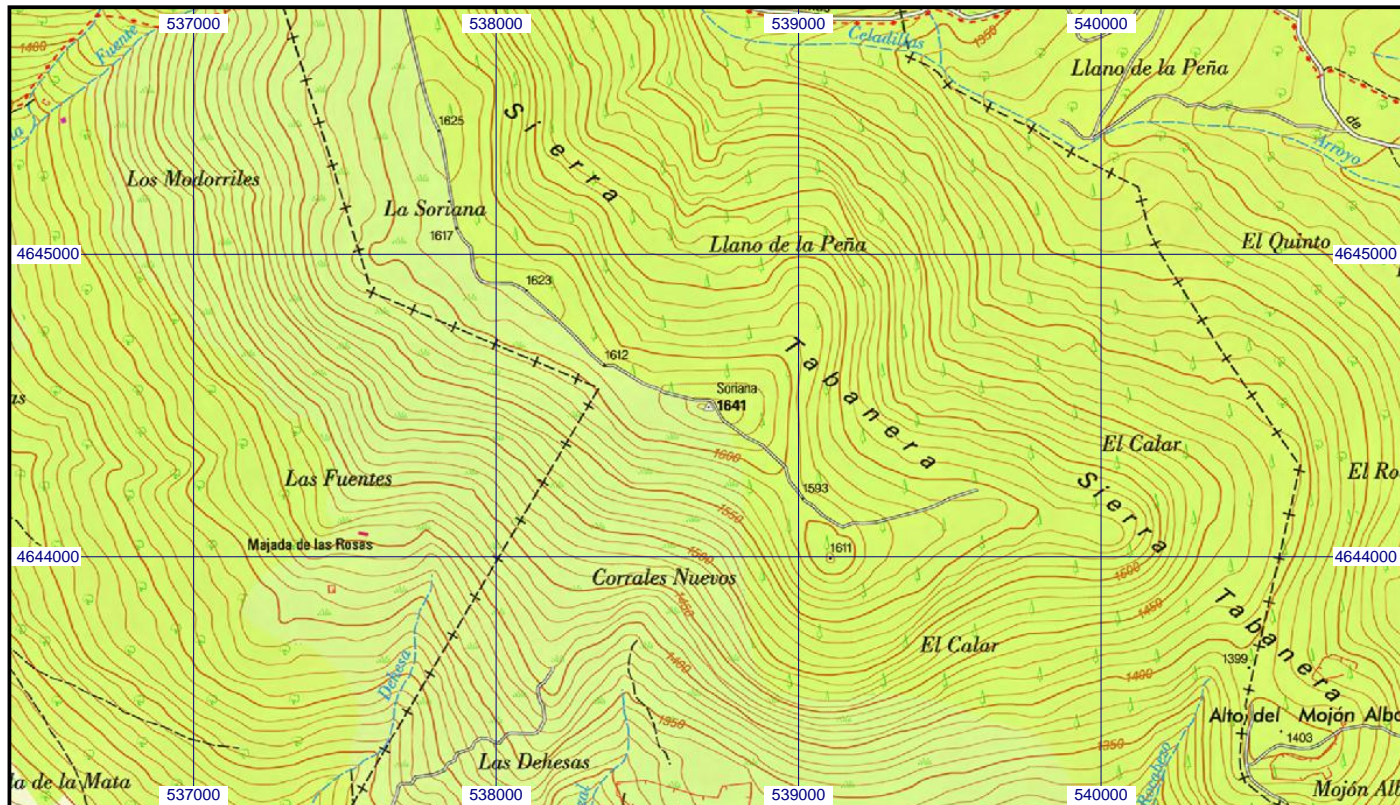 537000
538000
539000
540000
1400
Fuente
Celadillas
1350
Llano de la Peña
Sierra
1625
de
Arroyo
Los Modorriles
La Soriana
1617
Llano de la Peña
El Quinto
4645000
4645000
1623
Tabanera
1612
Soriana
1641
El Calar
1600
Las Fuentes
1593
Sierra
El Ro
1550
Majada de las Rosas
1611
4644000
4644000
1500
Corrales Nuevos
1600
1450
1450
Tabanera
El Calar
1400
1399
1400
Dehesa
1350
Alto del Mojón Albo
1403
1350
Las Dehesas
la de la Mata
Mojón Al
537000
538000
539000
540000